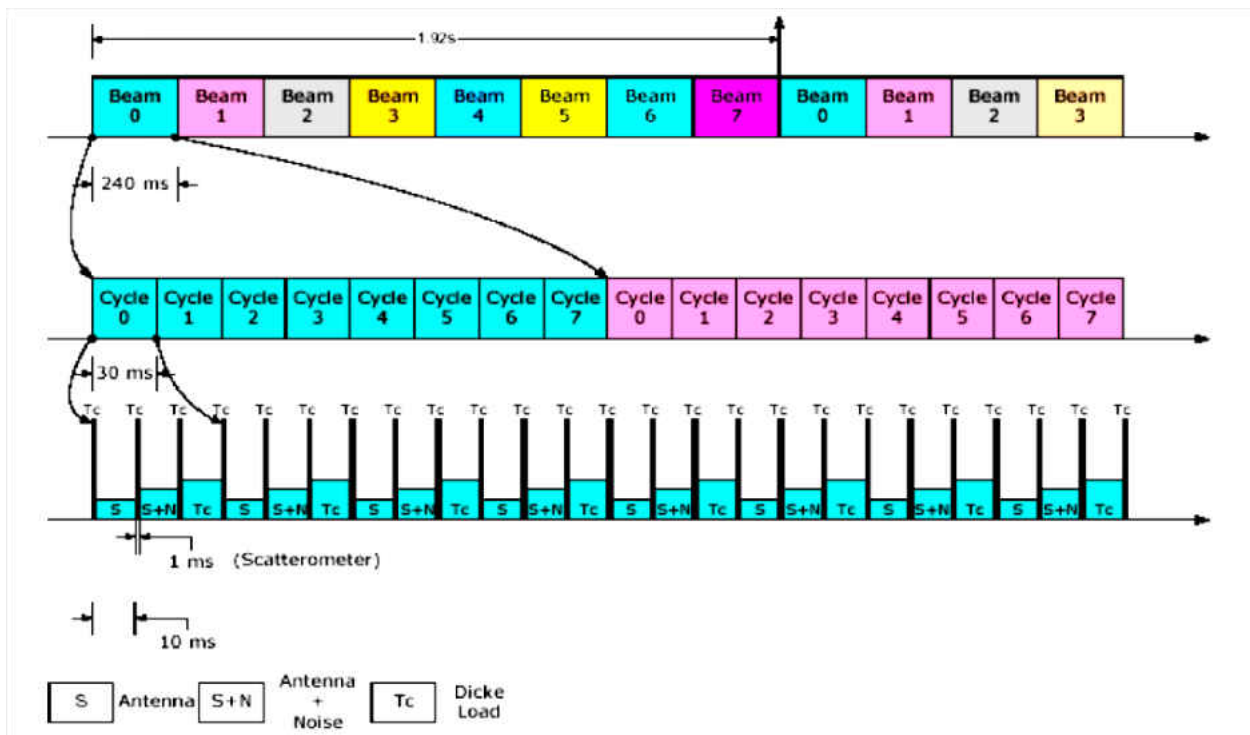 1.92s
Beam Beam Beam Beam Beam Beam Beam Beam Beam Beam Beam Beam
0 1 2 3 4 5 6 7 0 1 2 3
240 ms
Cycle Cycle Cycle Cycle Cycle Cycle Cycle Cycle Cycle Cycle Cycle Cycle Cycle Cycle Cycle Cycle
0 1 2 3 4 5 6 7 0 1 2 3 4 5 6 7
30 ms
Tc Tc Tc Tc Tc Tc Tc Tc Tc Tc Tc Tc Tc Tc Tc Tc Tc Tc Tc Tc Tc Tc Tc Tc Tc
S S+N Tc S S+N Tc S S+N Tc S S+N Tc S S+N Tc S S+N Tc S S+N Tc S S+N Tc
1 ms (Scatterometer)
10 ms
S Antenna S+N Antenna + Noise Tc Dicke Load